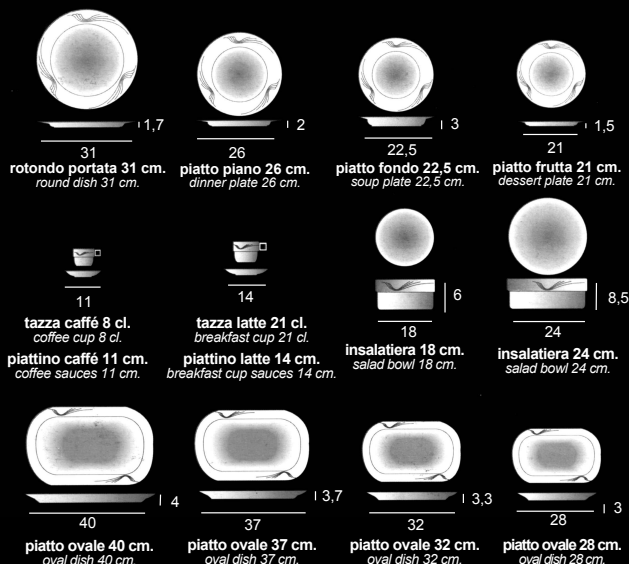 1,7
2
3
1,5
31
26
22,5
21
rotondo portata 31 cm.
round dish 31 cm.
piatto piano 26 cm.
dinner plate 26 cm.
piatto fondo 22,5 cm.
soup plate 22,5 cm.
piatto frutta 21 cm.
dessert plate 21 cm.
11
14
6
8,5
18
24
tazza caffé 8 cl.
coffee cup 8 cl.
piattino caffé 11 cm.
coffee sauces 11 cm.
tazza latte 21 cl.
breakfast cup 21 cl.
piattino latte 14 cm.
breakfast cup sauces 14 cm.
insalatiera 18 cm.
salad bowl 18 cm.
insalatiera 24 cm.
salad bowl 24 cm.
4
3,7
3,3
3
40
37
32
28
piatto ovale 40 cm.
oval dish 40 cm.
piatto ovale 37 cm.
oval dish 37 cm.
piatto ovale 32 cm.
oval dish 32 cm.
piatto ovale 28 cm.
oval dish 28 cm.